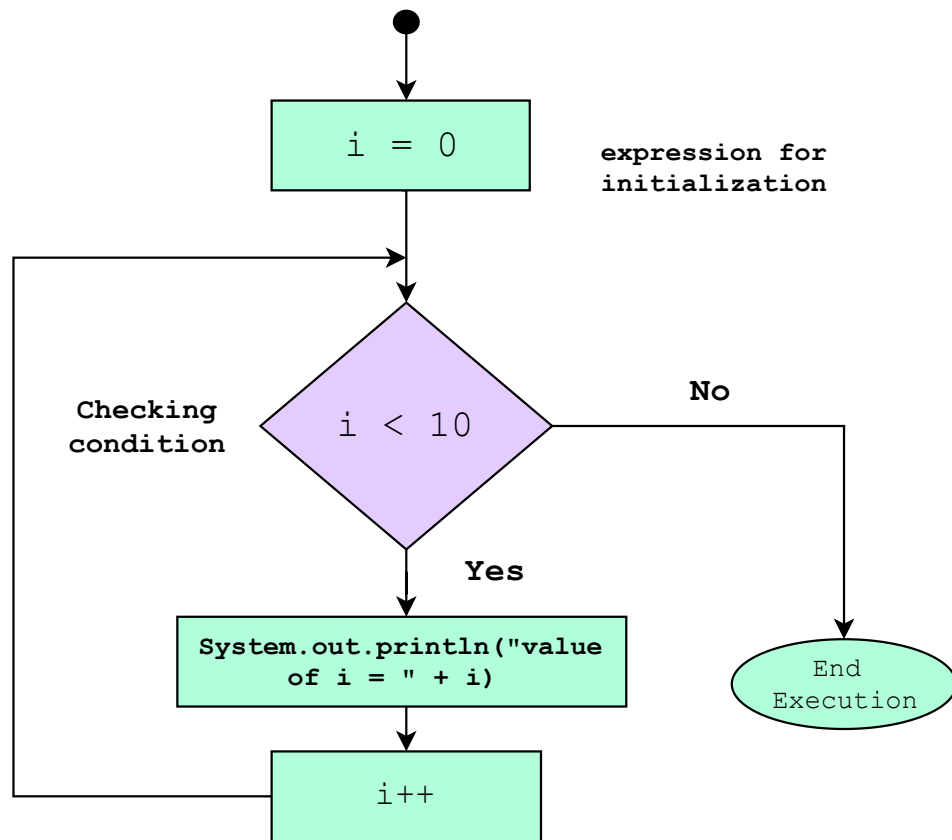 i = 0
expression for
initialization
i < 10
Checking
condition
No
Yes
System.out.println("value
of i = " + i)
End
Execution
i++